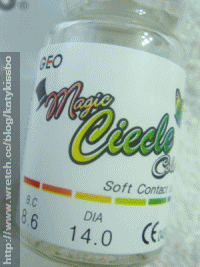 GEO
Magic
Circle
Soft Contact
B.C
8.6
DIA
14.0
CE
http://www.wretch.cc/blog/katykissbo